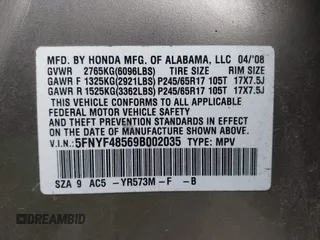 MFD. BY HONDA MFG. OF ALABAMA, LLC 04/'08
GVWR 2765KG(6096LBS) TIRE SIZE RIM SIZE
GAWR F 1325KG(2921LBS) P245/65R17 105T 17X7.5J
GAWR R 1525KG(3362LBS) P245/65R17 105T 17X7.5J
THIS VEHICLE CONFORMS TO ALL APPLICABLE
FEDERAL MOTOR VEHICLE SAFETY STANDARDS
IN EFFECT ON THE DATE OF MANUFACTURE
SHOWN ABOVE.
V.I.N.:5FNYF48569B002035 TYPE: MPV
SZA 9 AC5 -YR573M-F -B
DREAMBID